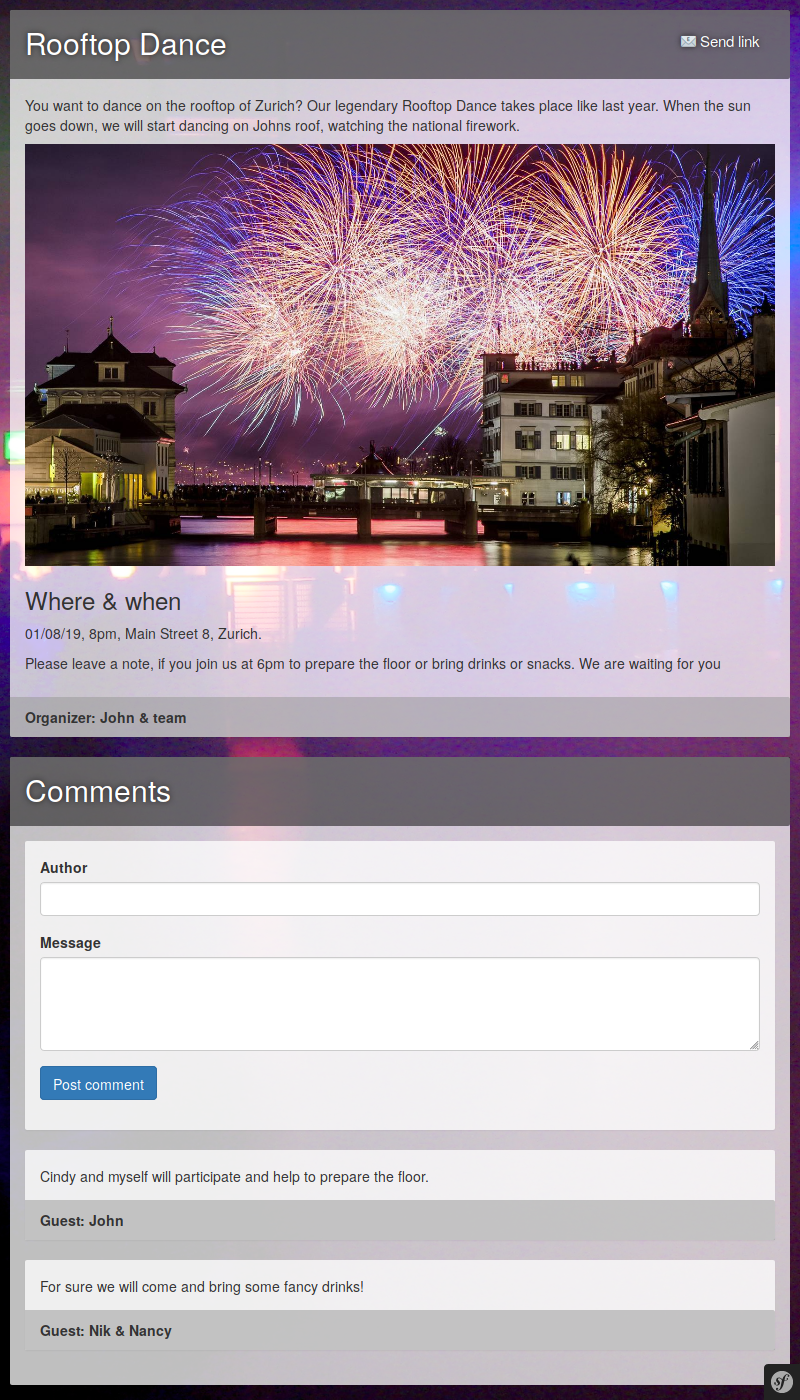 Rooftop Dance
Send link
You want to dance on the rooftop of Zurich? Our legendary Rooftop Dance takes place like last year. When the sun
goes down, we will start dancing on Johns roof, watching the national firework.
Where & when
01/08/19, 8pm, Main Street 8, Zurich.
Please leave a note, if you join us at 6pm to prepare the floor or bring drinks or snacks. We are waiting for you
Organizer: John & team
Comments
Author
Message
Post comment
Cindy and myself will participate and help to prepare the floor.
Guest: John
For sure we will come and bring some fancy drinks!
Guest: Nik & Nancy
sf